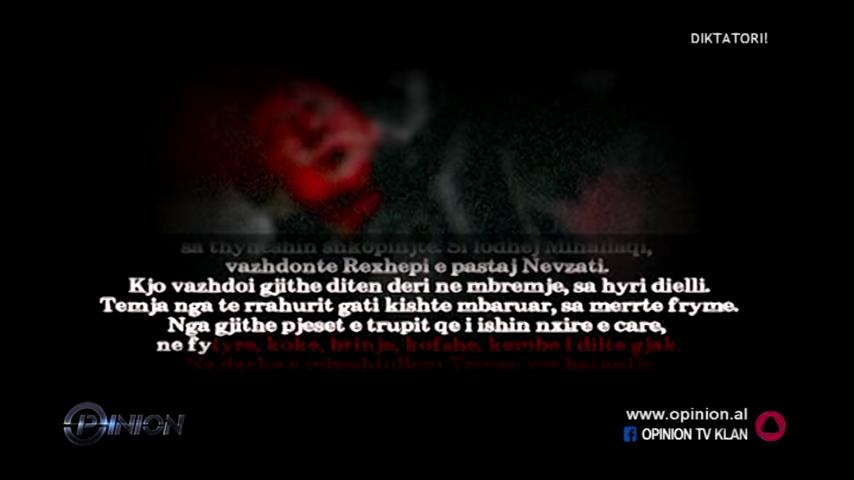 DIKTATORI!
sa thyheshin shkopinjte. Si lodhej Mihallaqi,
vazhdonte Rexhepi e pastaj Nevzati.
Kjo vazhdoi gjithe diten deri ne mbremje, sa hyri dielli.
Temja nga te rrahurit gati kishte mbaruar, sa merrte fryme.
Nga gjithe pjeset e trupit qe i ishin nxire e care,
ne fytyre, koke, brinje, kofshe, kembe i dilte gjak.
Ne darke e
OPINION
www.opinion.al
OPINION TV KLAN